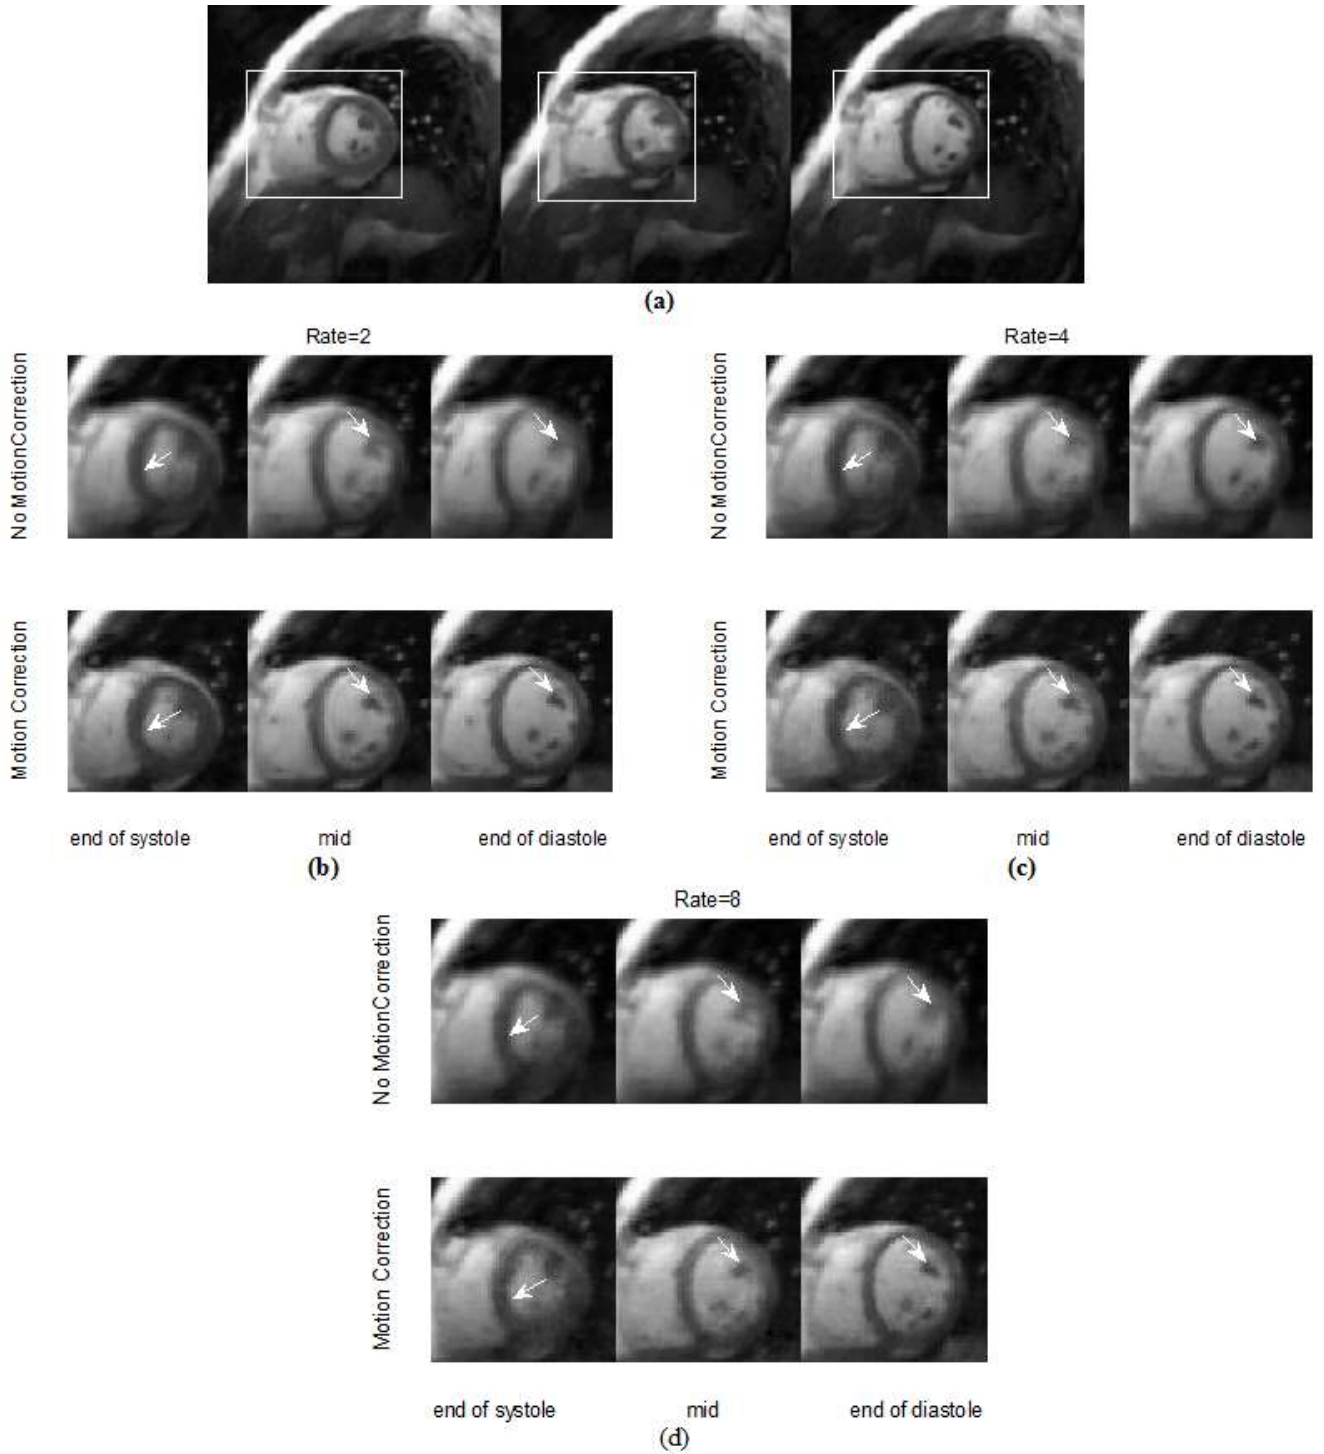 (a)
Rate=2
No MotionCorrection
Motion Correction
end of systole mid end of diastole
(b)
Rate=4
No MotionCorrection
Motion Correction
end of systole mid end of diastole
(c)
Rate=8
No MotionCorrection
Motion Correction
end of systole mid end of diastole
(d)